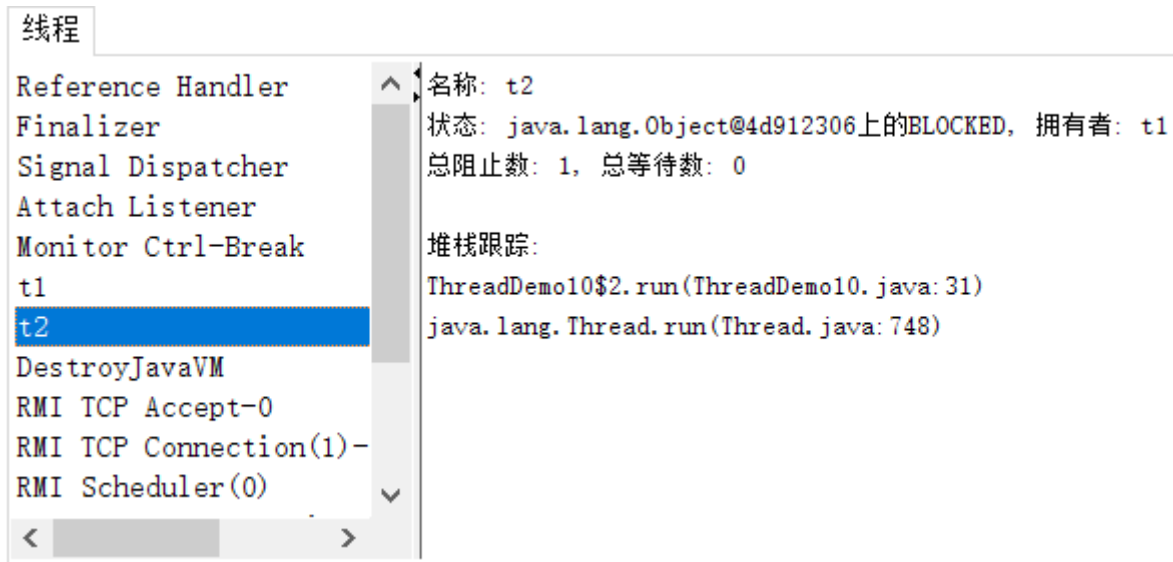 线程
Reference Handler
Finalizer
Signal Dispatcher
Attach Listener
Monitor Ctrl-Break
t1
t2
DestroyJavaVM
RMI TCP Accept-0
RMI TCP Connection(1)-
RMI Scheduler(0)
名称: t2
状态: java.lang.Object@4d912306上的BLOCKED, 拥有者: t1
总阻止数: 1, 总等待数: 0
堆栈跟踪:
ThreadDemo10$2.run(ThreadDemo10.java:31)
java.lang.Thread.run(Thread.java:748)